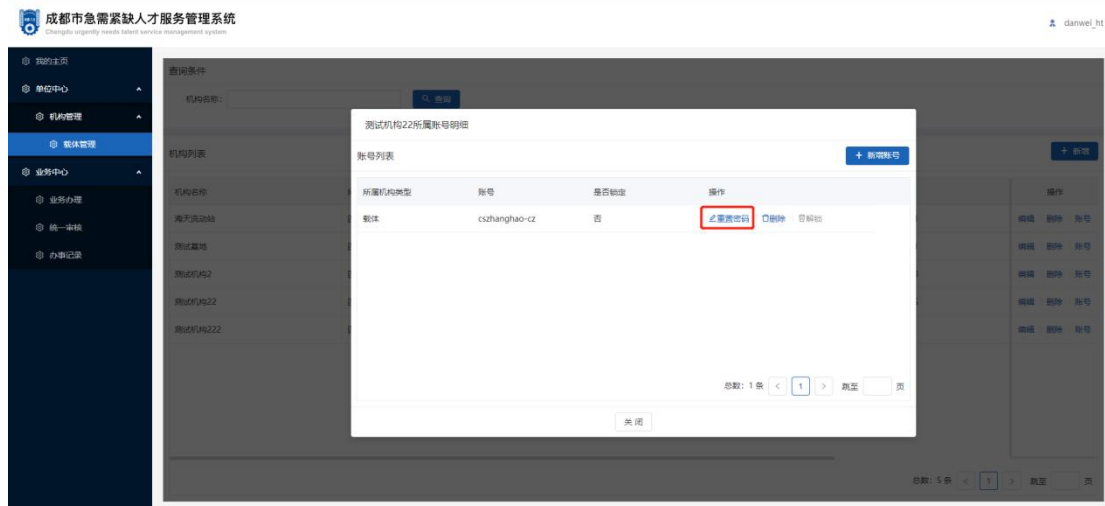 成都市急需紧缺人才服务管理系统
Chengdu urgently needs talent service management system
danwei_ht
我的主页
单位中心
机构管理
载体管理
业务中心
业务办理
统一审核
办事记录
查询条件
机构名称:
查询
机构列表
+ 新增
机构名称
操作
海天流动站
编辑 删除 账号
测试基地
编辑 删除 账号
测试机构2
编辑 删除 账号
测试机构22
编辑 删除 账号
测试机构222
编辑 删除 账号
总数: 5 条 < 1 > 跳至 页
测试机构22所属账号明细
账号列表
+ 新增账号
所属机构类型 账号 是否锁定 操作
载体 cszhanghao-cz 否 重置密码 删除 解锁
总数: 1 条 < 1 > 跳至 页
关 闭